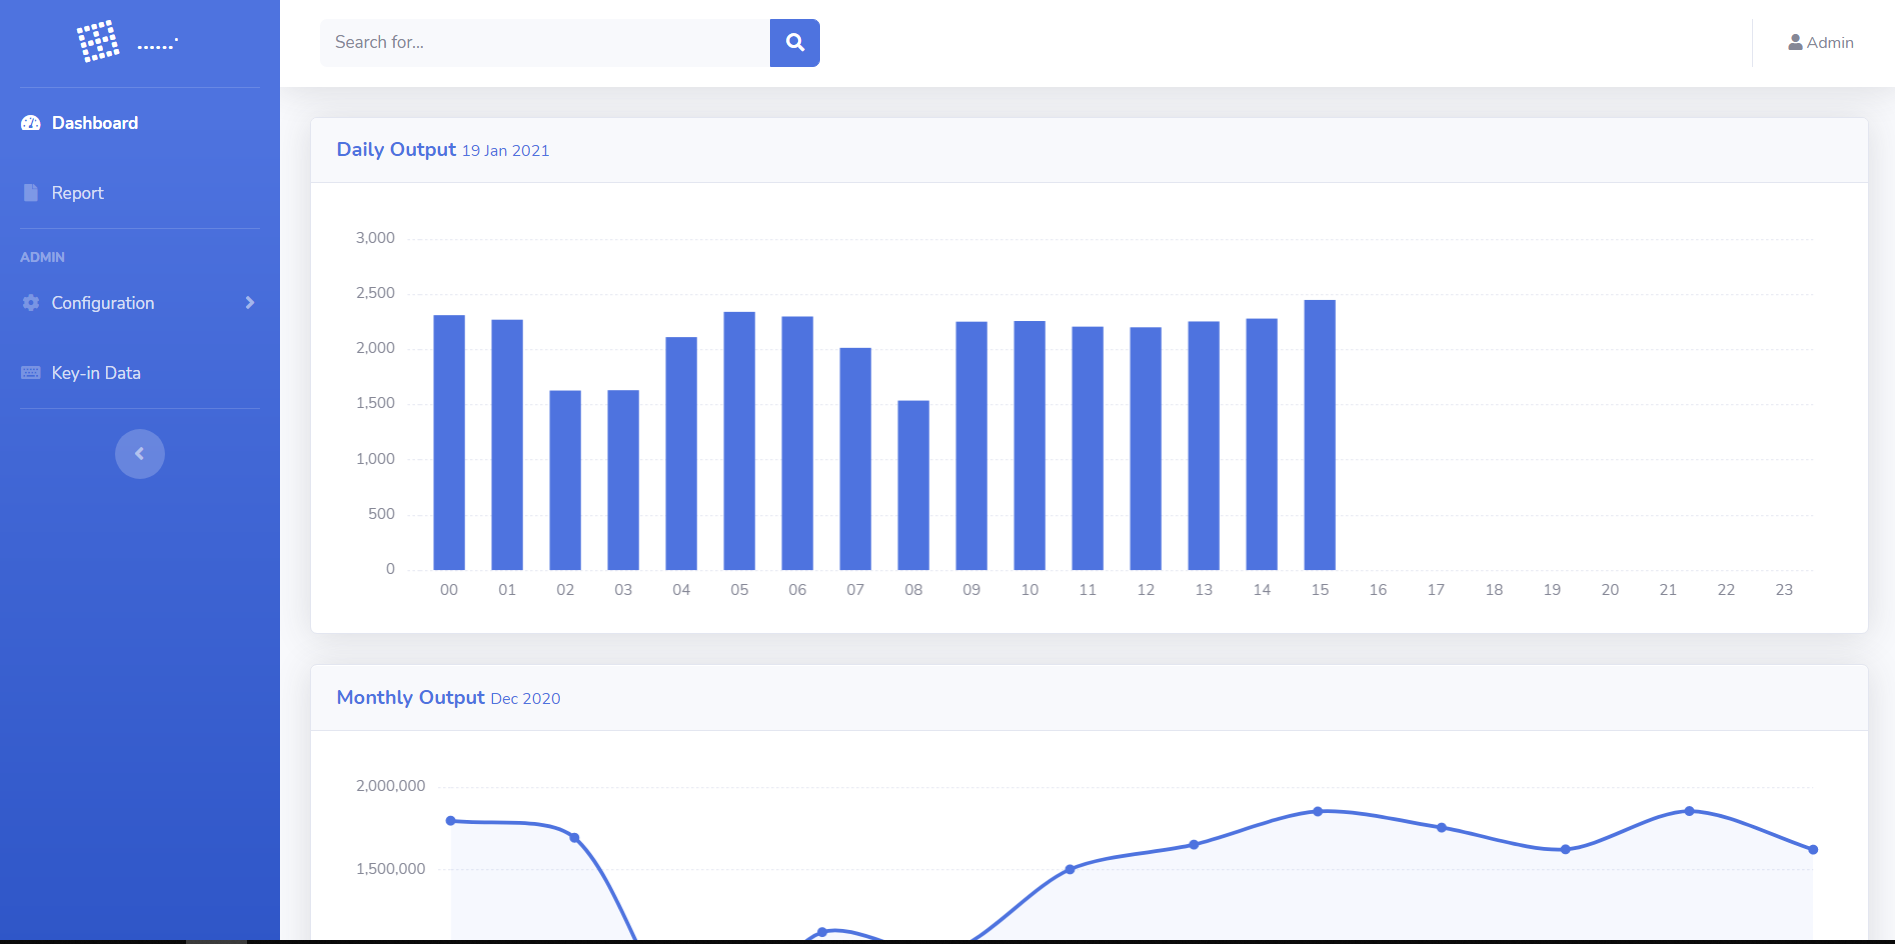 Search for...
Admin
Dashboard
Report
ADMIN
Configuration
Key-in Data
Daily Output 19 Jan 2021
3,000
2,500
2,000
1,500
1,000
500
0
00 01 02 03 04 05 06 07 08 09 10 11 12 13 14 15 16 17 18 19 20 21 22 23
Monthly Output Dec 2020
2,000,000
1,500,000